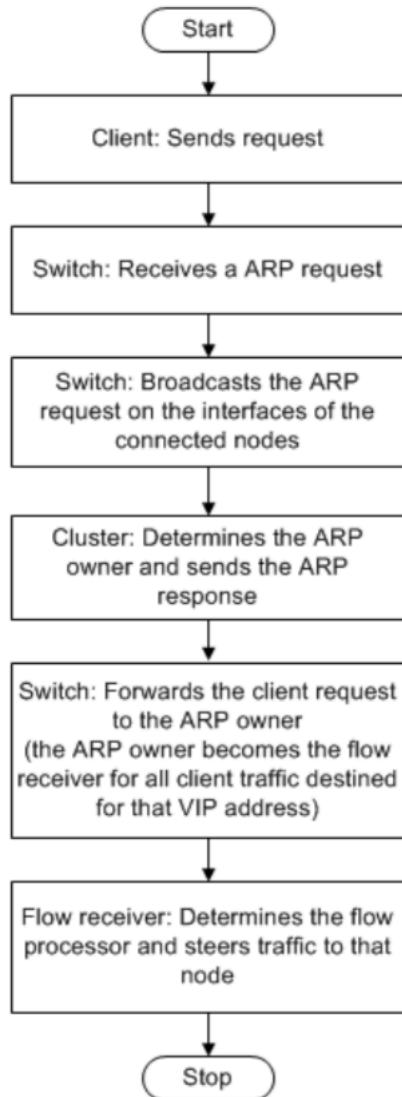 Start
Client: Sends request
Switch: Receives a ARP request
Switch: Broadcasts the ARP
request on the interfaces of the
connected nodes
Cluster: Determines the ARP
owner and sends the ARP
response
Switch: Forwards the client request
to the ARP owner
(the ARP owner becomes the flow
receiver for all client traffic destined
for that VIP address)
Flow receiver: Determines the flow
processor and steers traffic to that
node
Stop